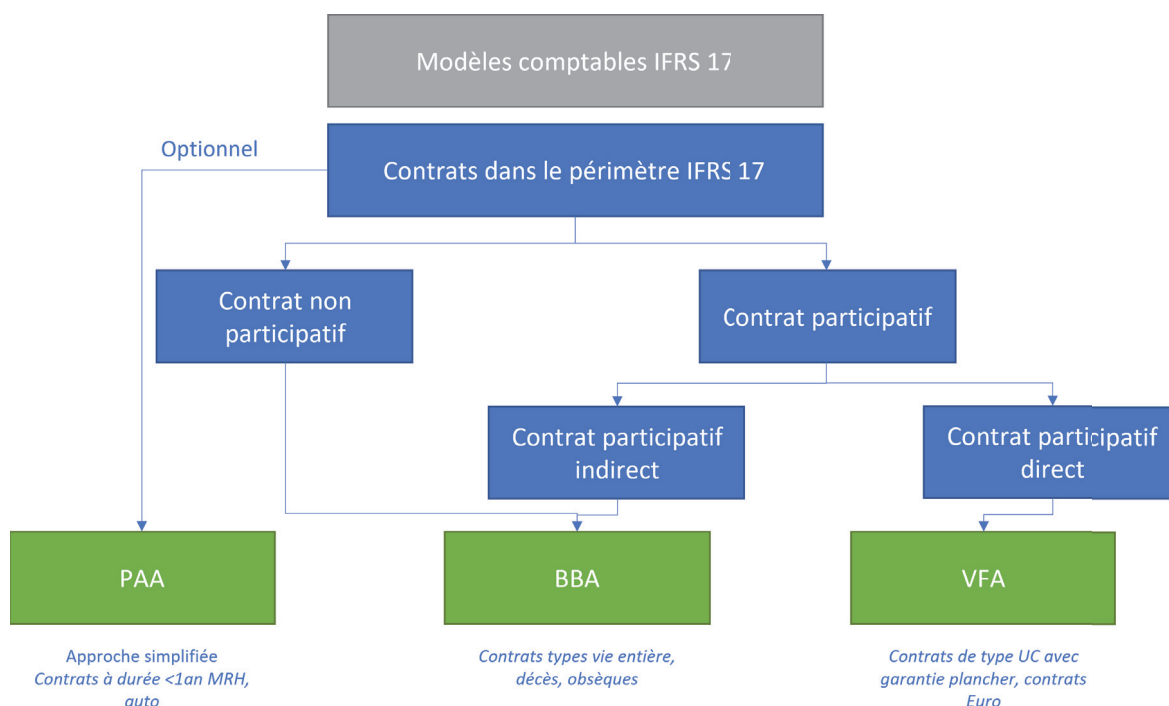 Modèles comptables IFRS 17
Optionnel
Contrats dans le périmètre IFRS 17
Contrat non
participatif
Contrat participatif
Contrat participatif
indirect
Contrat participatif
direct
PAA
BBA
VFA
Approche simplifiée
Contrats à durée <1an MRH,
auto
Contrats types vie entière,
décès, obsèques
Contrats de type UC avec
garantie plancher, contrats
Euro